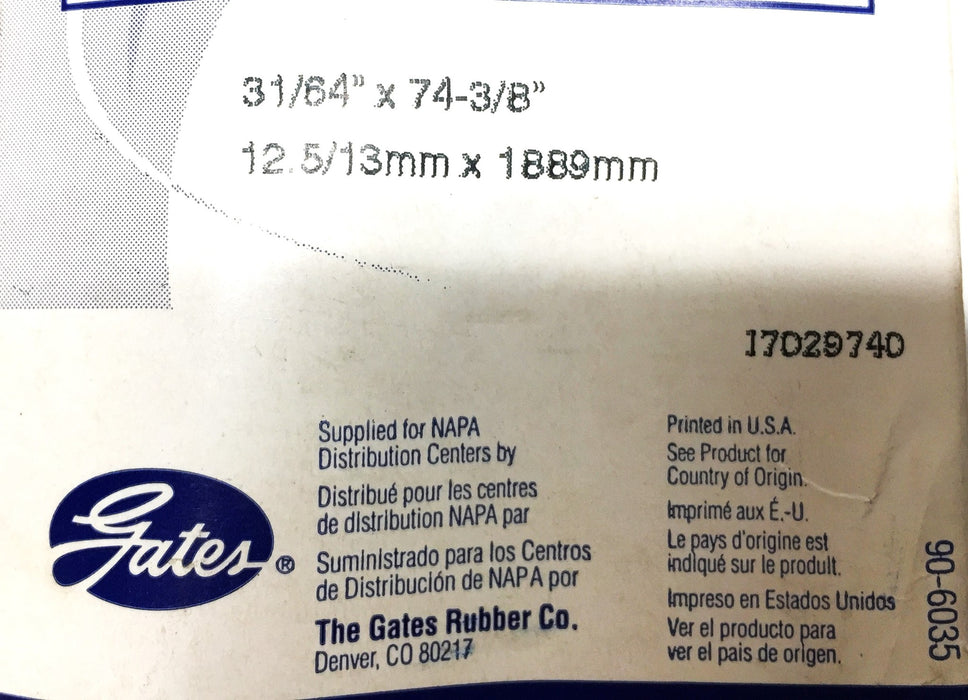 31/64” x 74-3/8”
12.5/13mm x 1889mm
17029740
Supplied for NAPA
Distribution Centers by
Distribué pour les centres
de distribution NAPA par
Suministrado para los Centros
de Distribución de NAPA por
The Gates Rubber Co.
Denver, CO 80217
Gates®
Printed in U.S.A.
See Product for
Country of Origin.
Imprimé aux É.-U.
Le pays d'origine est
indiqué sur le produit.
Impreso en Estados Unidos
Ver el producto para
ver el pais de origen.
90-6035